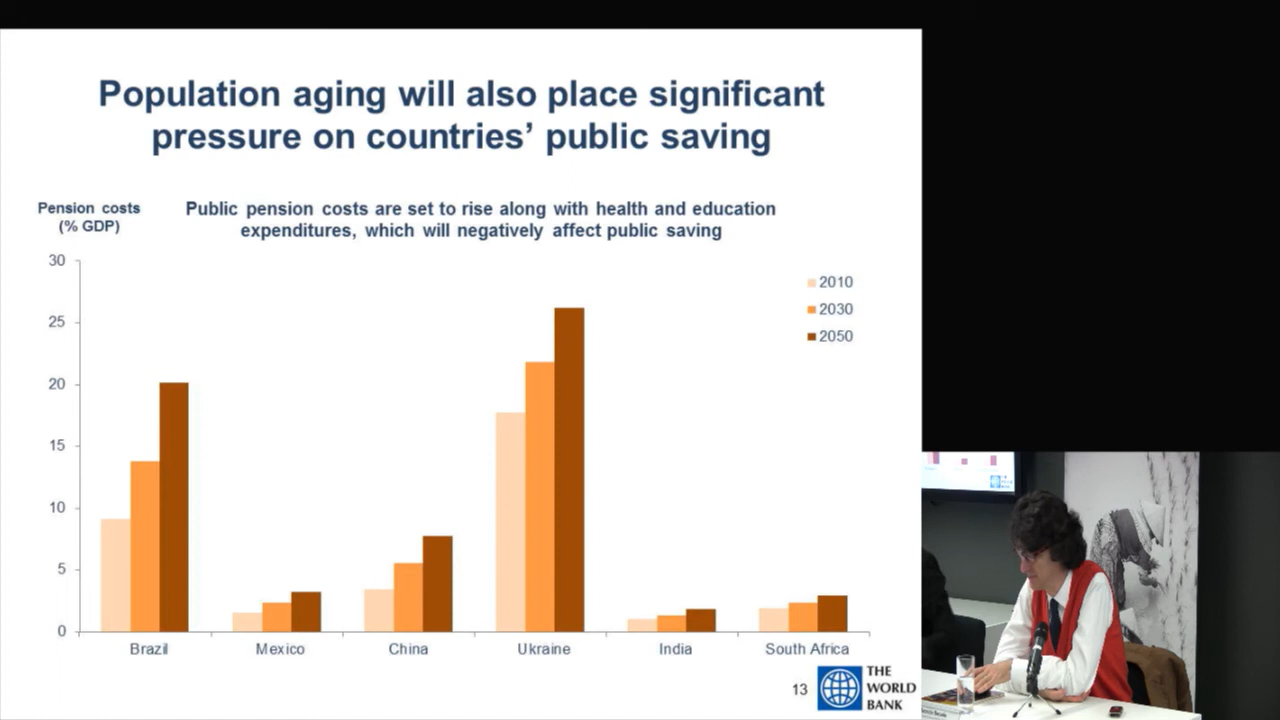 Population aging will also place significant
pressure on countries’ public saving
Pension costs
(% GDP)
Public pension costs are set to rise along with health and education
expenditures, which will negatively affect public saving
30
25
20
15
10
5
0
2010
2030
2050
Brazil
Mexico
China
Ukraine
India
South Africa
13
THE
WORLD
BANK